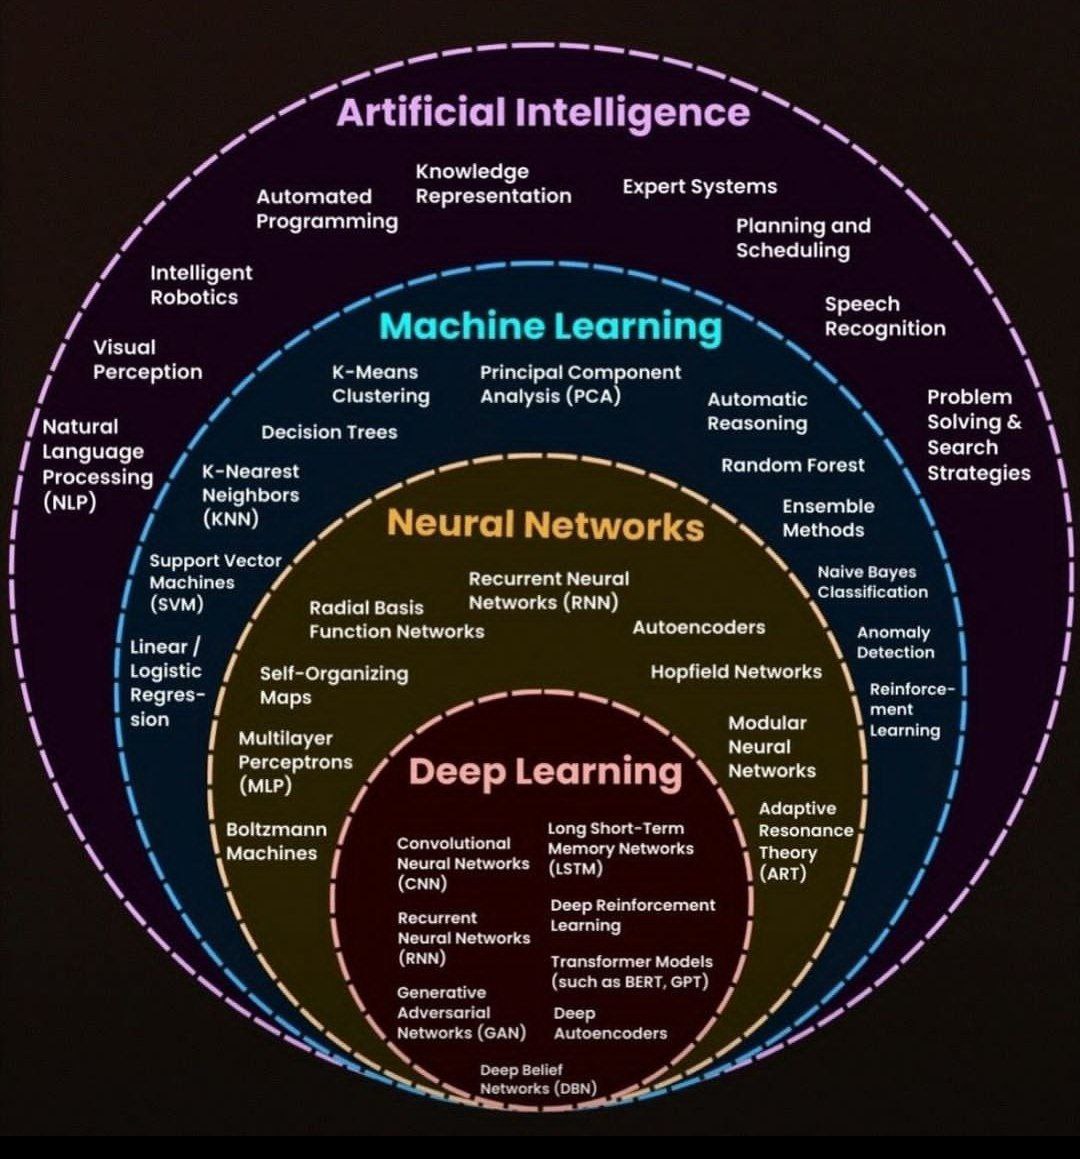 Artificial Intelligence
Knowledge
Representation
Automated
Programming
Expert Systems
Planning and
Scheduling
Intelligent
Robotics
Speech
Recognition
Visual
Perception
Problem
Solving &
Search
Strategies
Natural
Language
Processing
(NLP)
Machine Learning
K-Means
Clustering
Principal Component
Analysis (PCA)
Automatic
Reasoning
Decision Trees
Random Forest
K-Nearest
Neighbors
(KNN)
Ensemble
Methods
Support Vector
Machines
(SVM)
Naive Bayes
Classification
Linear /
Logistic
Regres-
sion
Anomaly
Detection
Reinforce-
ment
Learning
Neural Networks
Recurrent Neural
Networks (RNN)
Radial Basis
Function Networks
Autoencoders
Self-Organizing
Maps
Hopfield Networks
Multilayer
Perceptrons
(MLP)
Modular
Neural
Networks
Boltzmann
Machines
Adaptive
Resonance
Theory
(ART)
Deep Learning
Convolutional
Neural Networks
(CNN)
Long Short-Term
Memory Networks
(LSTM)
Recurrent
Neural Networks
(RNN)
Deep Reinforcement
Learning
Generative
Adversarial
Networks (GAN)
Transformer Models
(such as BERT, GPT)
Deep
Autoencoders
Deep Belief
Networks (DBN)